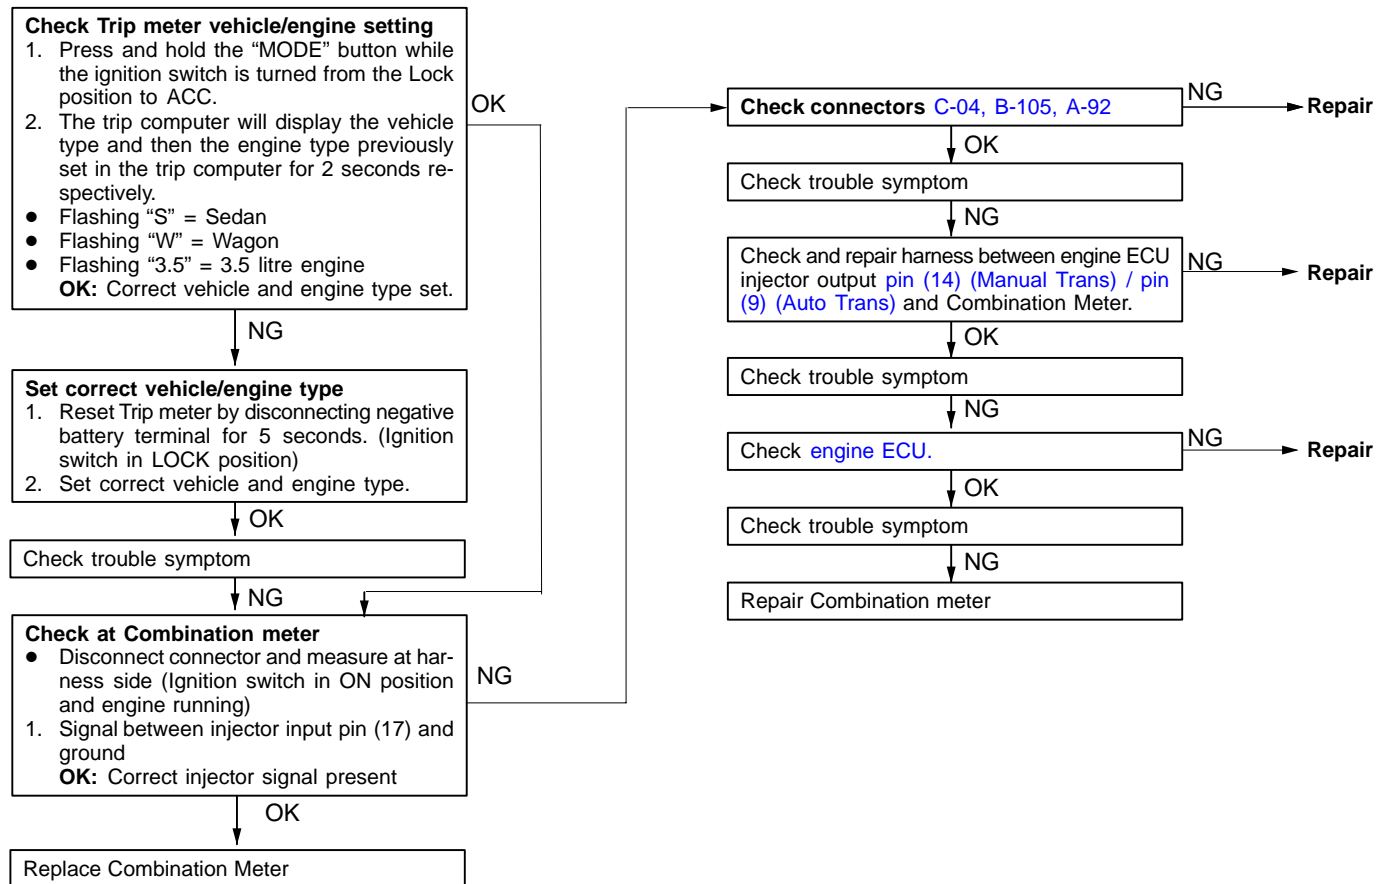 Check Trip meter vehicle/engine setting
1. Press and hold the “MODE” button while
the ignition switch is turned from the Lock
position to ACC.
2. The trip computer will display the vehicle
type and then the engine type previously
set in the trip computer for 2 seconds re-
spectively.
● Flashing “S” = Sedan
● Flashing “W” = Wagon
● Flashing “3.5” = 3.5 litre engine
OK: Correct vehicle and engine type set.
OK
NG
Set correct vehicle/engine type
1. Reset Trip meter by disconnecting negative
battery terminal for 5 seconds. (Ignition
switch in LOCK position)
2. Set correct vehicle and engine type.
OK
Check trouble symptom
NG
Check at Combination meter
● Disconnect connector and measure at har-
ness side (Ignition switch in ON position
and engine running)
1. Signal between injector input pin (17) and
ground
OK: Correct injector signal present
NG
OK
Replace Combination Meter
Check connectors C-04, B-105, A-92
NG
Repair
OK
Check trouble symptom
NG
Check and repair harness between engine ECU
injector output pin (14) (Manual Trans) / pin
(9) (Auto Trans) and Combination Meter.
NG
Repair
OK
Check trouble symptom
NG
Check engine ECU.
NG
Repair
OK
Check trouble symptom
NG
Repair Combination meter